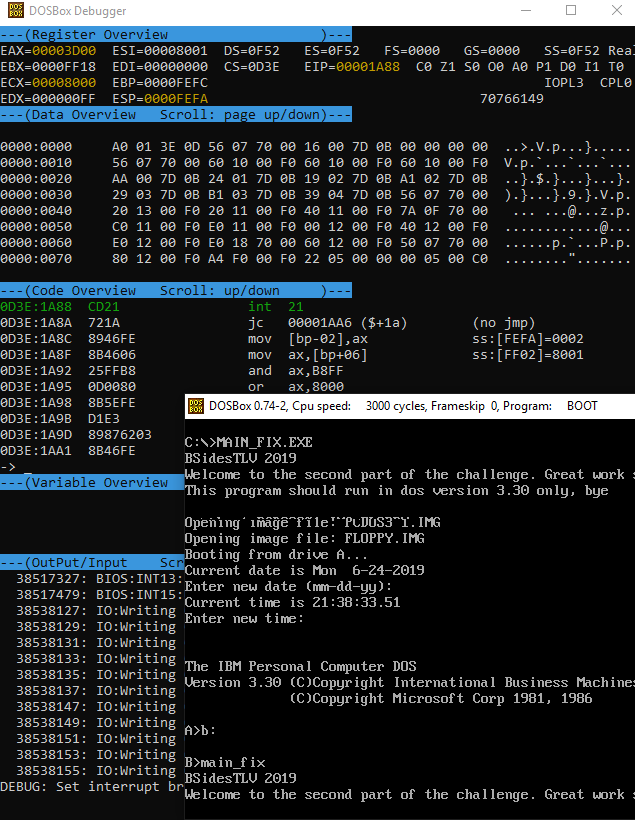 DOSBox Debugger
---(Register Overview                   )---
EAX=00003D00  ESI=00008001  DS=0F52   ES=0F52   FS=0000   GS=0000   SS=0F52 Real
EBX=0000FF18  EDI=00000000  CS=0D3E   EIP=00001A88  C0 Z1 S0 O0 A0 P1 D0 I1 T0
ECX=00008000  EBP=0000FEFC                                         IOPL3  CPL0
EDX=000000FF  ESP=0000FEFA                               70766149
---(Data Overview   Scroll: page up/down)---
0000:0000     A0 01 3E 0D 56 07 70 00 16 00 7D 0B 00 00 00 00  ..>.V.p...}.....
0000:0010     56 07 70 00 60 10 00 F0 60 10 00 F0 60 10 00 F0  V.p.`...`...`...
0000:0020     AA 00 7D 0B 24 01 7D 0B 19 02 7D 0B A1 02 7D 0B  ..}.$.}...}...}.
0000:0030     29 03 7D 0B B1 03 7D 0B 39 04 7D 0B 56 07 70 00  ).}...}.9.}.V.p.
0000:0040     20 13 00 F0 20 11 00 F0 40 11 00 F0 7A 0F 70 00   ... ...@...z.p.
0000:0050     C0 11 00 F0 E0 11 00 F0 00 12 00 F0 40 12 00 F0  ............@...
0000:0060     E0 12 00 F0 E0 18 70 00 60 12 00 F0 50 07 70 00  ......p.`...P.p.
0000:0070     80 12 00 F0 A4 F0 00 F0 22 05 00 00 00 05 00 C0  ........".......
---(Code Overview   Scroll: up/down     )---
0D3E:1A88  CD21                int  21
0D3E:1A8A  721A                jc   00001AA6 ($+1a)       (no jmp)
0D3E:1A8C  8946FE              mov  [bp-02],ax            ss:[FEFA]=0002
0D3E:1A8F  8B4606              mov  ax,[bp+06]            ss:[FF02]=8001
0D3E:1A92  25FFB8              and  ax,B8FF
0D3E:1A95  0D0080              or   ax,8000
0D3E:1A98  8B5EFE
0D3E:1A9B  D1E3
0D3E:1A9D  89876203
0D3E:1AA1  8B46FE
-> _
---(Variable Overview
---(OutPut/Input    Scr
38517327: BIOS:INT13:
38517479: BIOS:INT15:
38538127: IO:Writing
38538129: IO:Writing
38538131: IO:Writing
38538133: IO:Writing
38538135: IO:Writing
38538137: IO:Writing
38538147: IO:Writing
38538149: IO:Writing
38538151: IO:Writing
38538153: IO:Writing
38538155: IO:Writing
DEBUG: Set interrupt br
DOSBox 0.74-2, Cpu speed:    3000 cycles, Frameskip  0, Program:    BOOT
C:\>MAIN_FIX.EXE
BSidesTLV 2019
Welcome to the second part of the challenge. Great work s
This program should run in dos version 3.30 only, bye
Opening image file: PCDOS331.IMG
Opening image file: FLOPPY.IMG
Booting from drive A...
Current date is Mon  6-24-2019
Enter new date (mm-dd-yy):
Current time is 21:38:33.51
Enter new time:
The IBM Personal Computer DOS
Version 3.30 (C)Copyright International Business Machines
(C)Copyright Microsoft Corp 1981, 1986
A>b:
B>main_fix
BSidesTLV 2019
Welcome to the second part of the challenge. Great work s